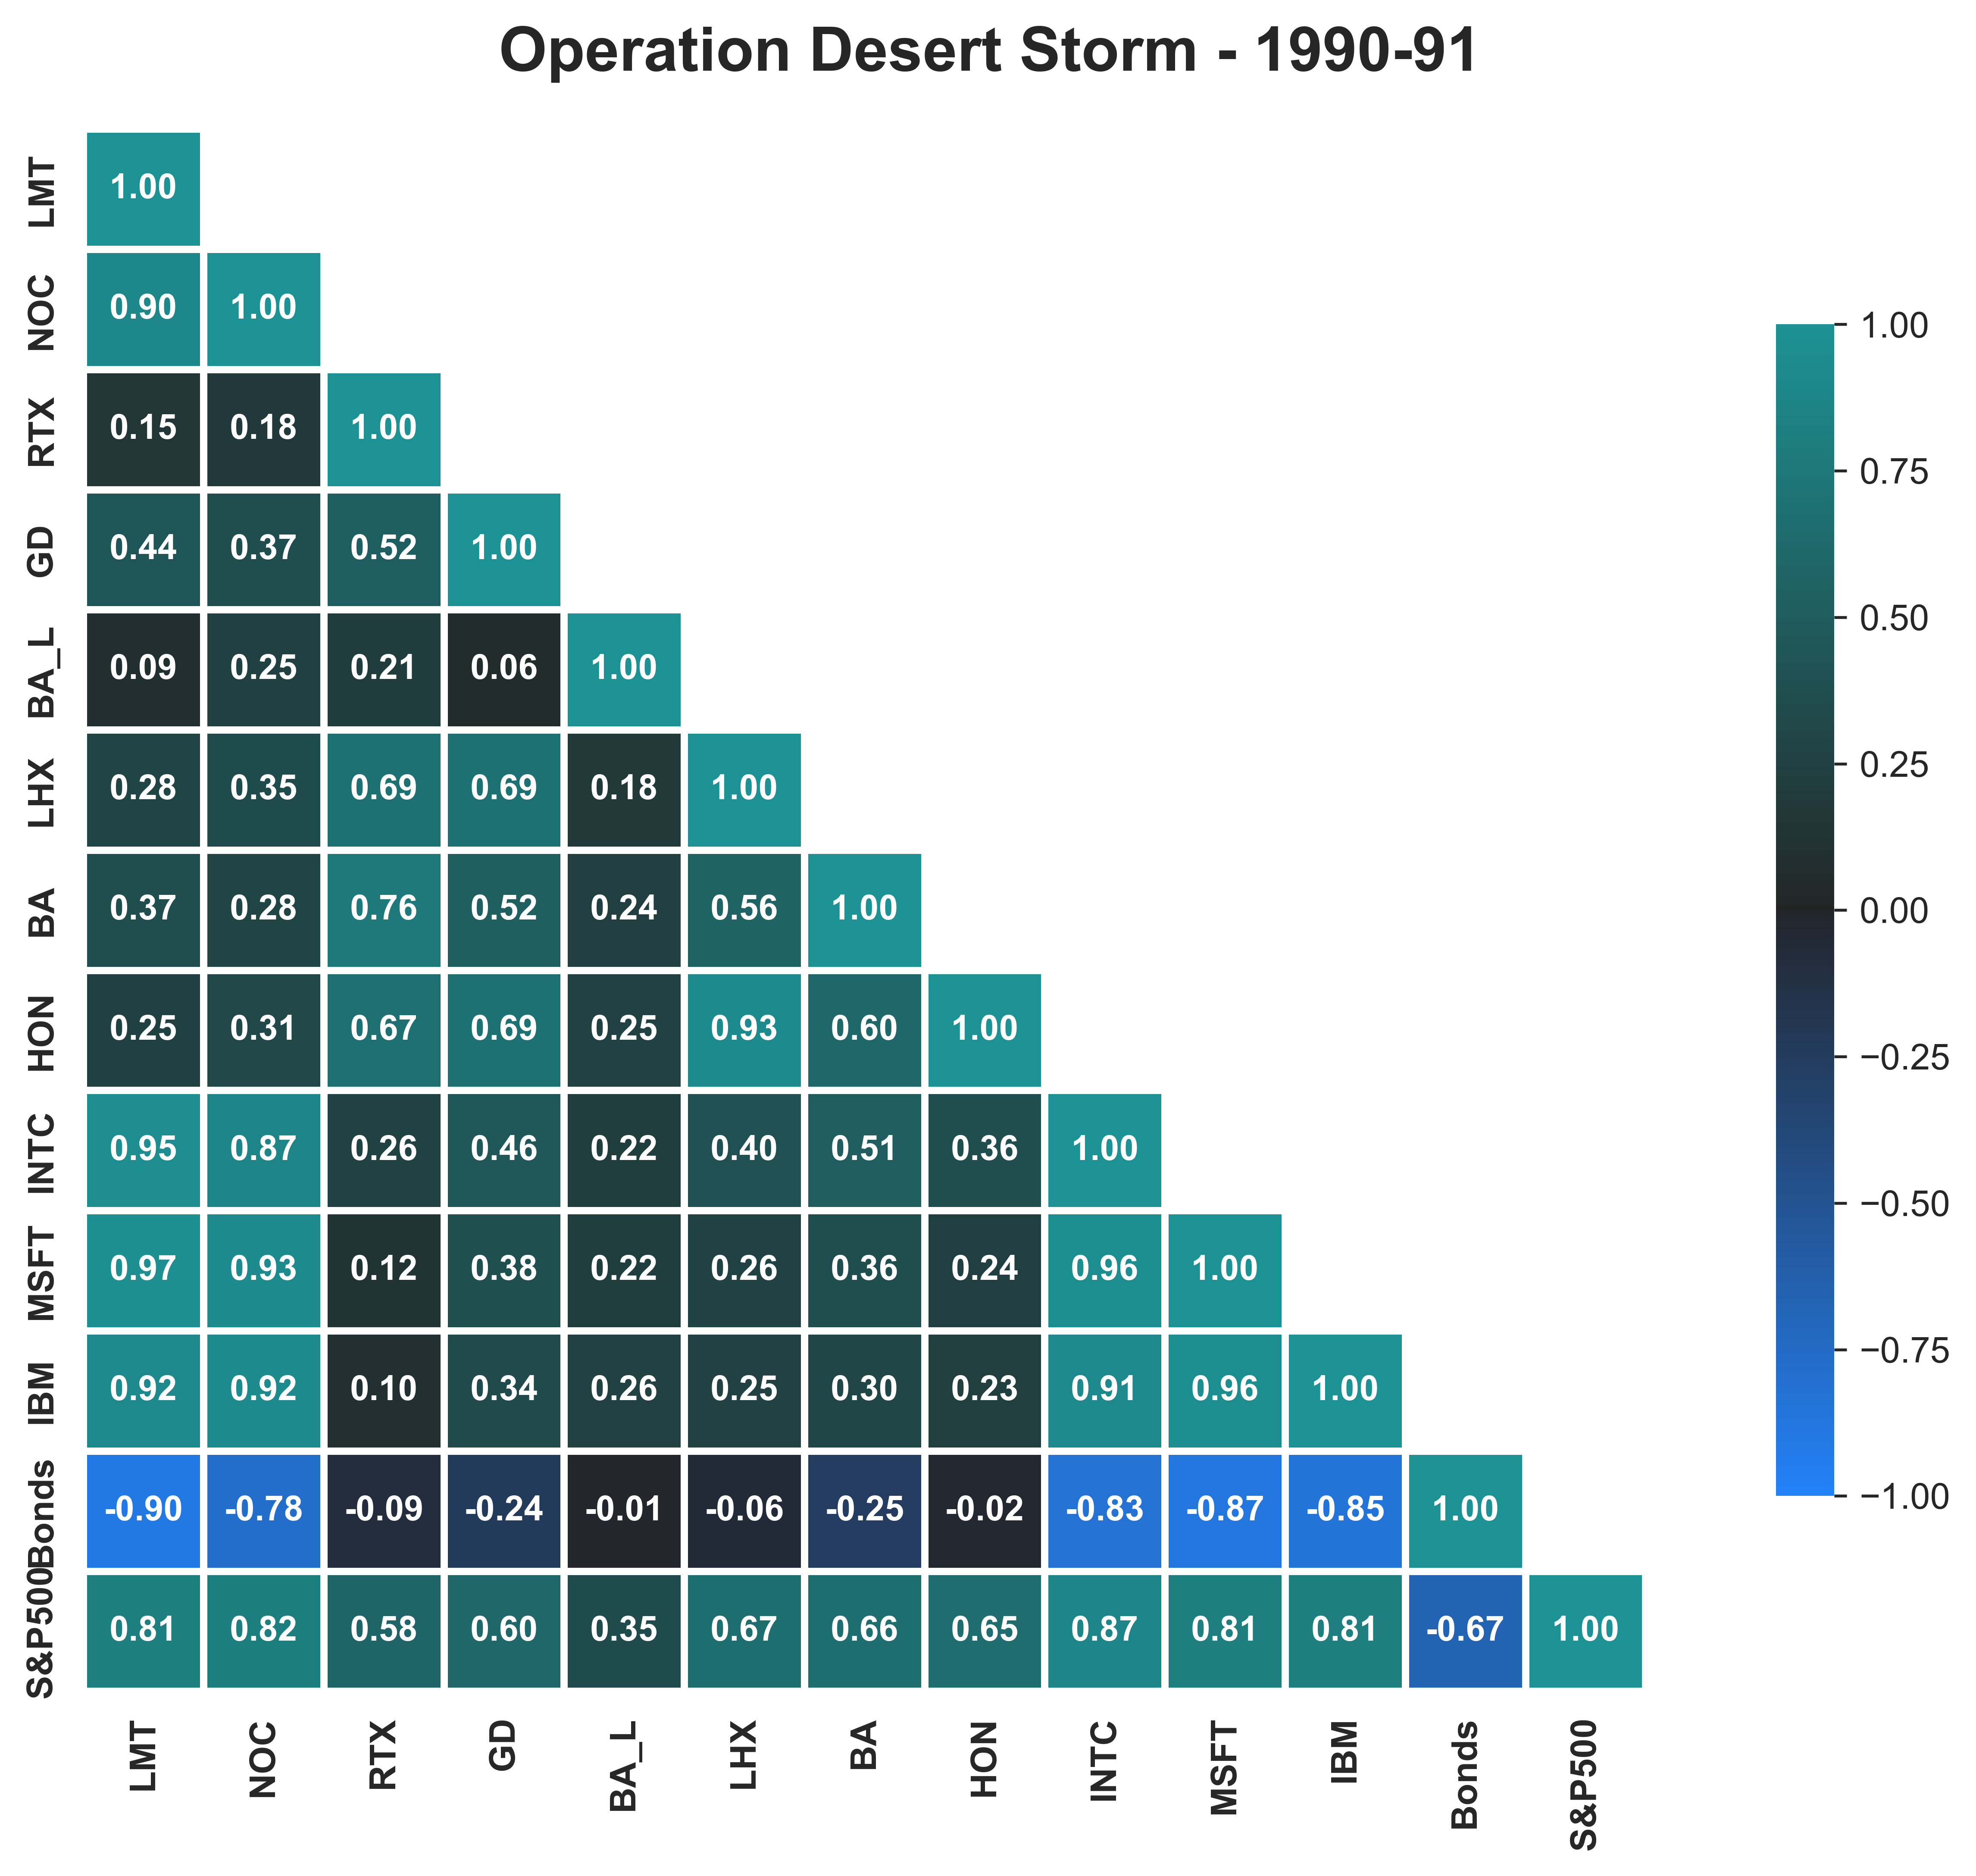 Operation Desert Storm - 1990-91
LMT 1.00
NOC 0.90 1.00
RTX 0.15 0.18 1.00
GD 0.44 0.37 0.52 1.00
BA_L 0.09 0.25 0.21 0.06 1.00
LHX 0.28 0.35 0.69 0.69 0.18 1.00
BA 0.37 0.28 0.76 0.52 0.24 0.56 1.00
HON 0.25 0.31 0.67 0.69 0.25 0.93 0.60 1.00
INTC 0.95 0.87 0.26 0.46 0.22 0.40 0.51 0.36 1.00
MSFT 0.97 0.93 0.12 0.38 0.22 0.26 0.36 0.24 0.96 1.00
IBM 0.92 0.92 0.10 0.34 0.26 0.25 0.30 0.23 0.91 0.96 1.00
Bonds -0.90 -0.78 -0.09 -0.24 -0.01 -0.06 -0.25 -0.02 -0.83 -0.87 -0.85 1.00
S&P500 0.81 0.82 0.58 0.60 0.35 0.67 0.66 0.65 0.87 0.81 0.81 -0.67 1.00
LMT NOC RTX GD BA_L LHX BA HON INTC MSFT IBM Bonds S&P500
1.00
0.75
0.50
0.25
0.00
−0.25
−0.50
−0.75
−1.00